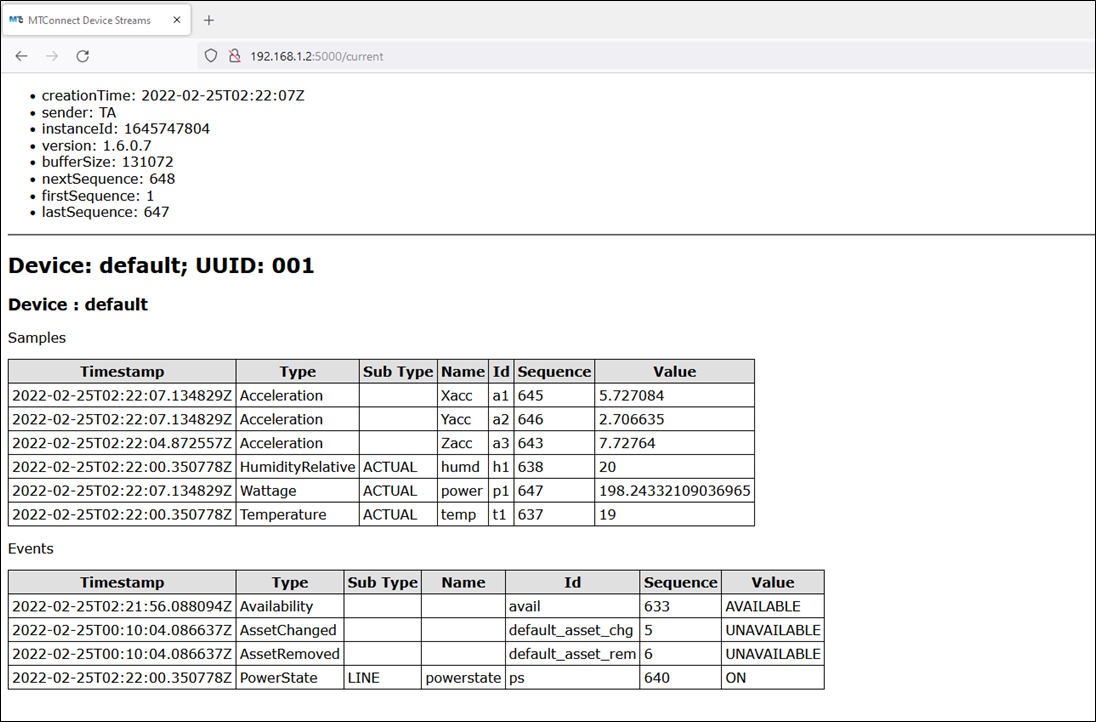 MTConnect Device Streams
192.168.1.2:5000/current
creationTime: 2022-02-25T02:22:07Z
sender: TA
instanceId: 1645747804
version: 1.6.0.7
bufferSize: 131072
nextSequence: 648
firstSequence: 1
lastSequence: 647
Device: default; UUID: 001
Device : default
Samples
Timestamp Type Sub Type Name Id Sequence Value
2022-02-25T02:22:07.134829Z Acceleration Xacc a1 645 5.727084
2022-02-25T02:22:07.134829Z Acceleration Yacc a2 646 2.706635
2022-02-25T02:22:04.872557Z Acceleration Zacc a3 643 7.72764
2022-02-25T02:22:00.350778Z HumidityRelative ACTUAL humd h1 638 20
2022-02-25T02:22:07.134829Z Wattage ACTUAL power p1 647 198.24332109036965
2022-02-25T02:22:00.350778Z Temperature ACTUAL temp t1 637 19
Events
Timestamp Type Sub Type Name Id Sequence Value
2022-02-25T02:21:56.088094Z Availability avail 633 AVAILABLE
2022-02-25T00:10:04.086637Z AssetChanged default_asset_chg 5 UNAVAILABLE
2022-02-25T00:10:04.086637Z AssetRemoved default_asset_rem 6 UNAVAILABLE
2022-02-25T02:22:00.350778Z PowerState LINE powerstate ps 640 ON